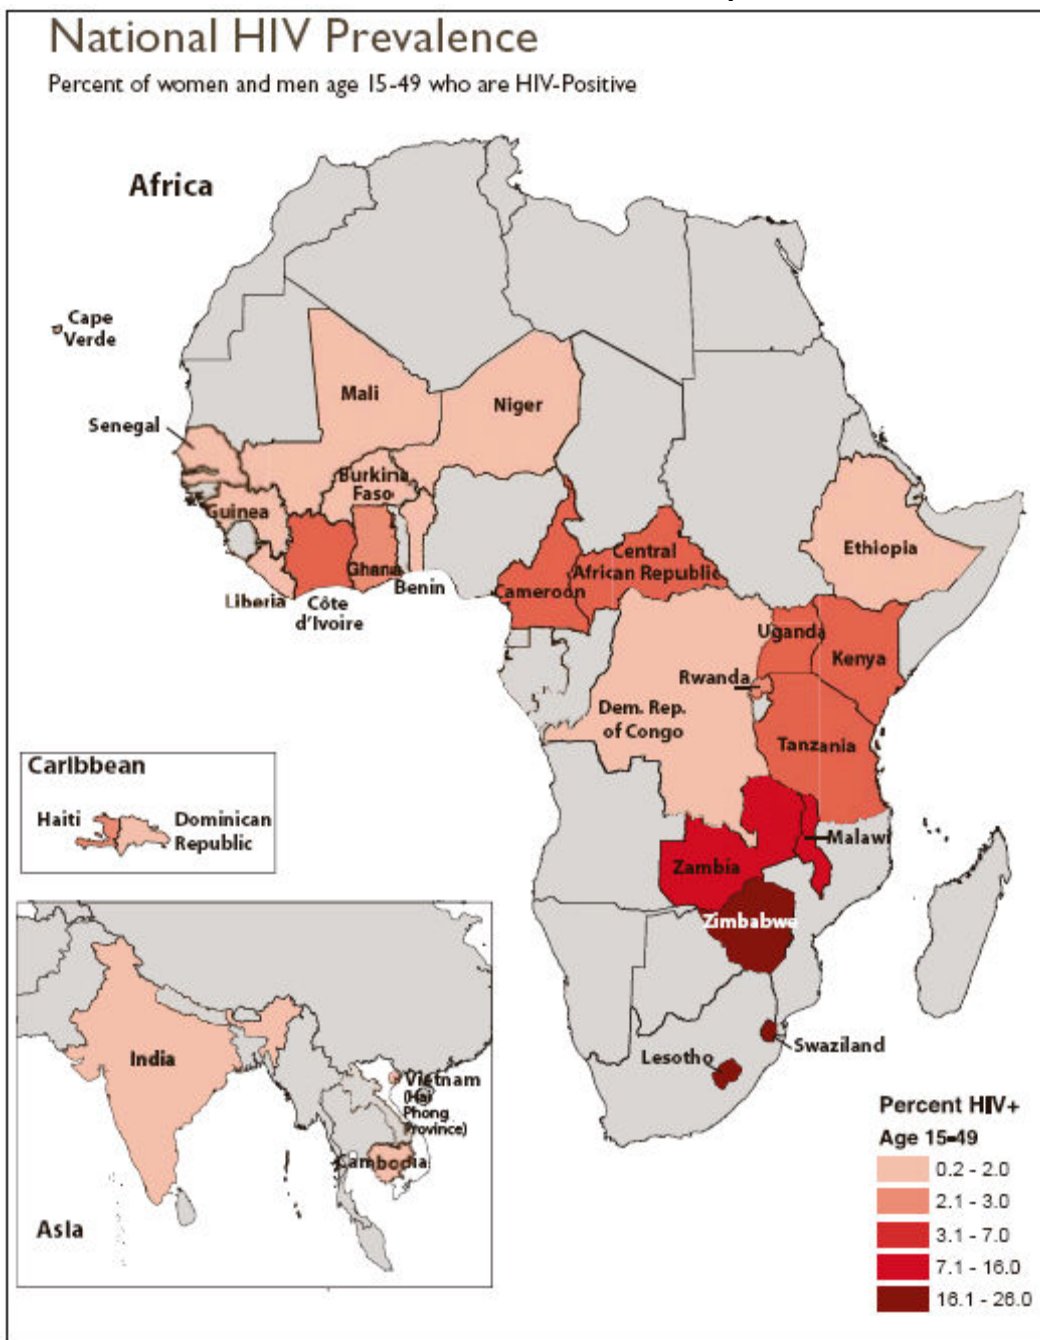 National HIV Prevalence
Percent of women and men age 15-49 who are HIV-Positive
Africa
Cape
Verde
Mali
Niger
Senegal
Burkina
Faso
Guinea
Ethiopia
Central
African Republic
Ghana
Benin
Cameroon
Liberia
Côte
d'Ivoire
Uganda
Kenya
Rwanda
Dem. Rep.
of Congo
Tanzania
Caribbean
Haiti
Dominican
Republic
Malawi
Zambia
Zimbabwe
Swaziland
Lesotho
India
Vietnam
(Hai
Phong
Province)
Cambodia
Asia
Percent HIV+
Age 15-49
0.2 - 2.0
2.1 - 3.0
3.1 - 7.0
7.1 - 16.0
16.1 - 26.0